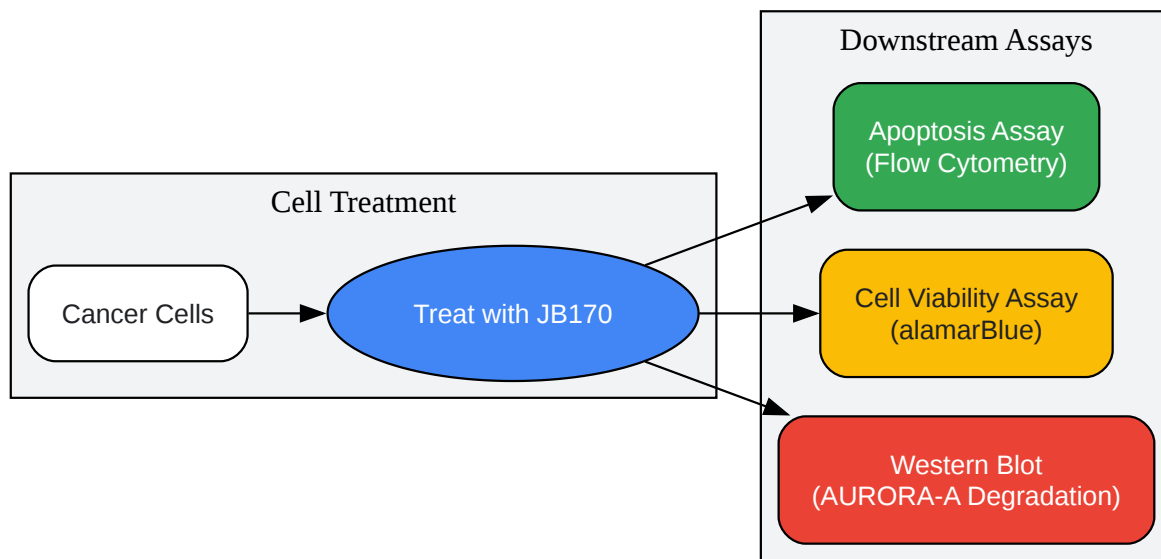 Cell Treatment
Cancer Cells
Treat with JB170
Downstream Assays
Apoptosis Assay
(Flow Cytometry)
Cell Viability Assay
(alamarBlue)
Western Blot
(AURORA-A Degradation)